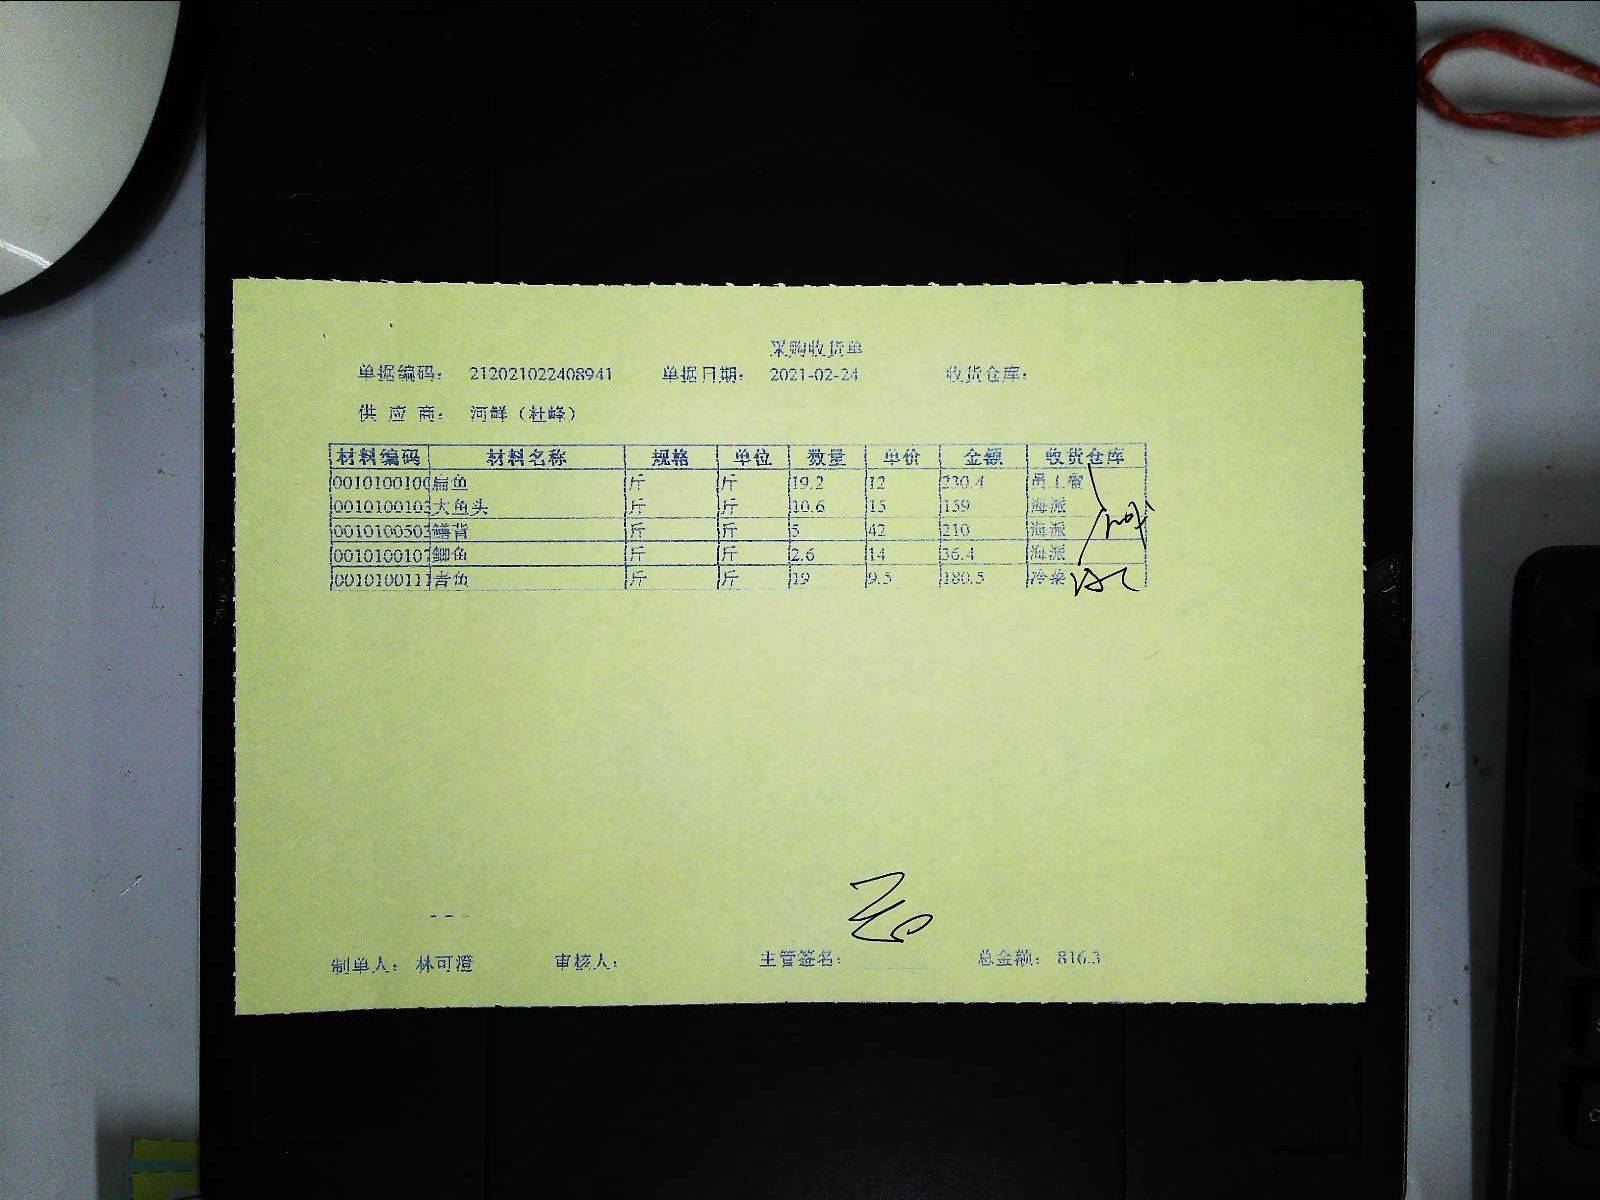 采购收货单
单据编码： 212021022408941 单据日期： 2021-02-24 收货仓库：
供 应 商： 河鲜（杜峰）
材料编码 材料名称 规格 单位 数量 单价 金额 收货仓库
0010100100 扁鱼 斤 斤 19.2 12 230.4 员工餐
0010100103 大鱼头 斤 斤 10.6 15 159 海派
0010100503 鳝背 斤 斤 5 42 210 海派
0010100107 鲫鱼 斤 斤 2.6 14 36.4 海派
0010100111 青鱼 斤 斤 19 9.5 180.5 冷菜
制单人： 林可澄 审核人： 主管签名： 总金额： 816.3